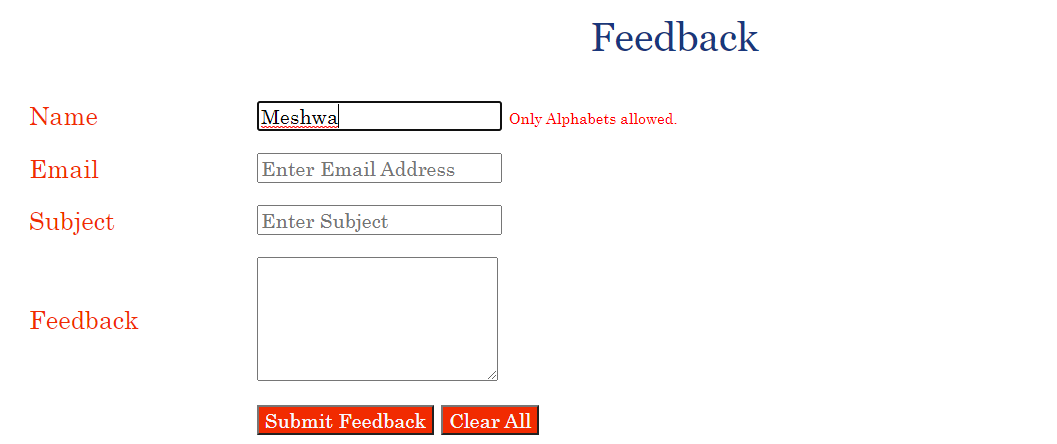 Feedback
Name Meshwa Only Alphabets allowed.
Email Enter Email Address
Subject Enter Subject
Feedback
Submit Feedback Clear All